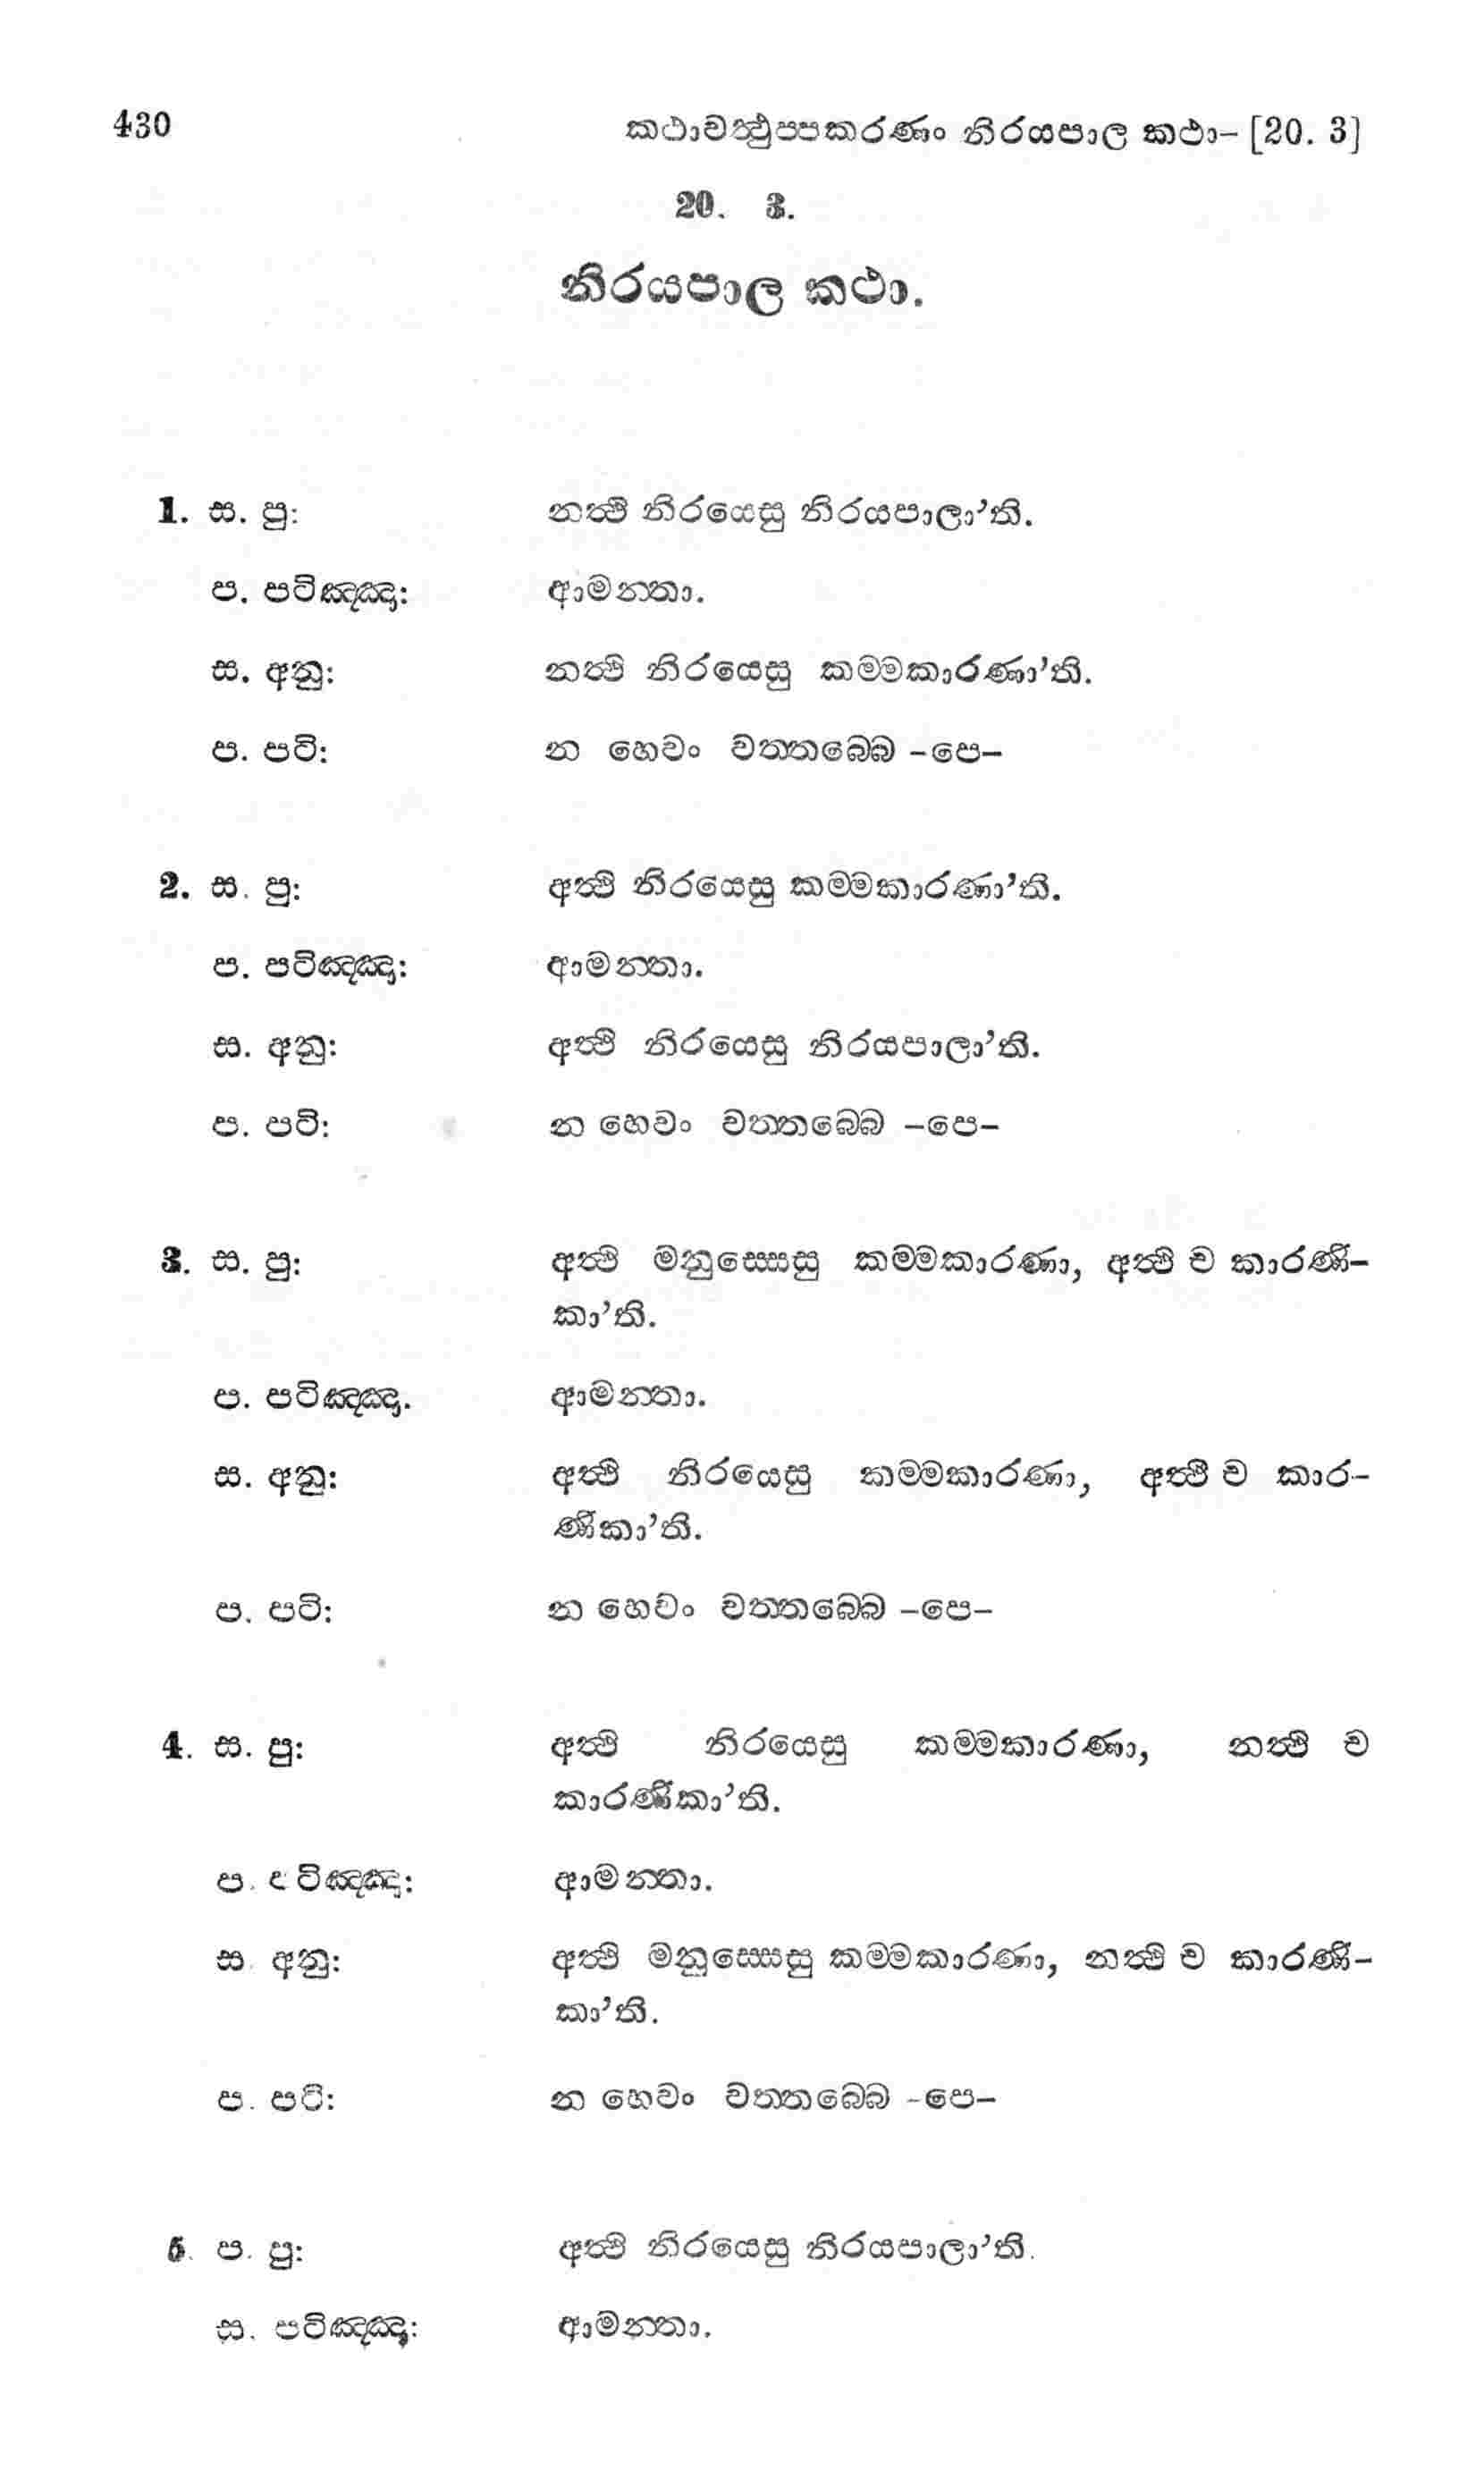 430 කථාවත්‍ථුප්පකරණං නිරයපාල කථා- [20. 3]
20. 3.
නිරයපාල කථා.
1. ස. පු: නත්‍ථි නිරයෙසු නිරයපාලා’ති.
ප. පටිඤ්ඤා: ආමන්තා.
ස. අනු: නත්‍ථි නිරයෙසු කම්මකාරණා’ති.
ප. පටි: න හෙවං වත්තබ්බෙ -පෙ-
2. ස. පු: අත්‍ථි නිරයෙසු කම්මකාරණා’ති.
ප. පටිඤ්ඤා: ආමන්තා.
ස. අනු: අත්‍ථි නිරයෙසු නිරයපාලා’ති.
ප. පටි: න හෙවං වත්තබ්බෙ -පෙ-
3. ස. පු: අත්‍ථි මනුස්සෙසු කම්මකාරණා, අත්‍ථි ච කාරණි-
කා’ති.
ප. පටිඤ්ඤා. ආමන්තා.
ස. අනු: අත්‍ථි නිරයෙසු කම්මකාරණා, අත්‍ථි ච කාර-
ණිකා’ති.
ප. පටි: න හෙවං වත්තබ්බෙ -පෙ-
4. ස. පු: අත්‍ථි නිරයෙසු කම්මකාරණා, නත්‍ථි ච
කාරණිකා’ති.
ප. පටිඤ්ඤා: ආමන්තා.
ස. අනු: අත්‍ථි මනුස්සෙසු කම්මකාරණා, නත්‍ථි ච කාරණි-
කා’ති.
ප. පටි: න හෙවං වත්තබ්බෙ -පෙ-
5. ප. පු: අත්‍ථි නිරයෙසු නිරයපාලා’ති.
ස. පටිඤ්ඤා: ආමන්තා.